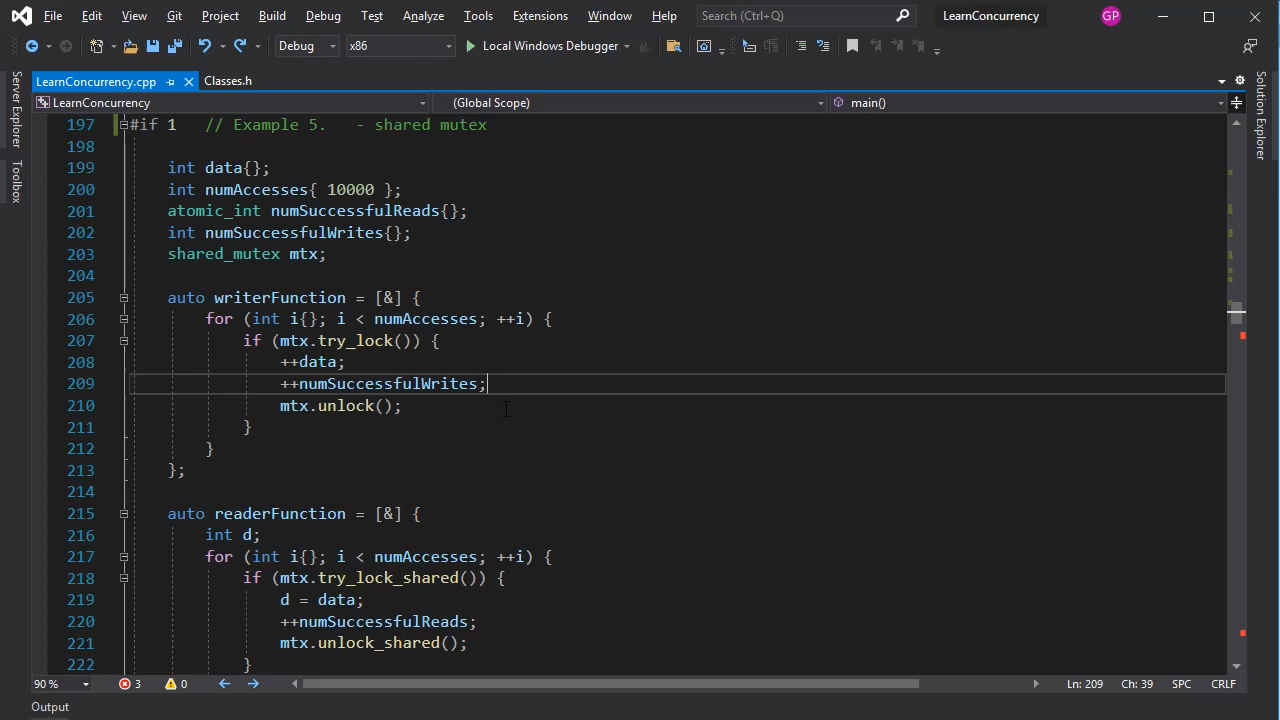 File Edit View Git Project Build Debug Test Analyze Tools Extensions Window Help Search (Ctrl+Q) LearnConcurrency GP
Debug x86 Local Windows Debugger
Server Explorer
Toolbox
Solution Explorer
LearnConcurrency.cpp Classes.h
LearnConcurrency (Global Scope) main()
197 #if 1 // Example 5. - shared mutex
198
199 int data{};
200 int numAccesses{ 10000 };
201 atomic_int numSuccessfulReads{};
202 int numSuccessfulWrites{};
203 shared_mutex mtx;
204
205 auto writerFunction = [&] {
206 for (int i{}; i < numAccesses; ++i) {
207 if (mtx.try_lock()) {
208 ++data;
209 ++numSuccessfulWrites;
210 mtx.unlock();
211 }
212 }
213 };
214
215 auto readerFunction = [&] {
216 int d;
217 for (int i{}; i < numAccesses; ++i) {
218 if (mtx.try_lock_shared()) {
219 d = data;
220 ++numSuccessfulReads;
221 mtx.unlock_shared();
222 }
90 % 3 0 Ln: 209 Ch: 39 SPC CRLF
Output